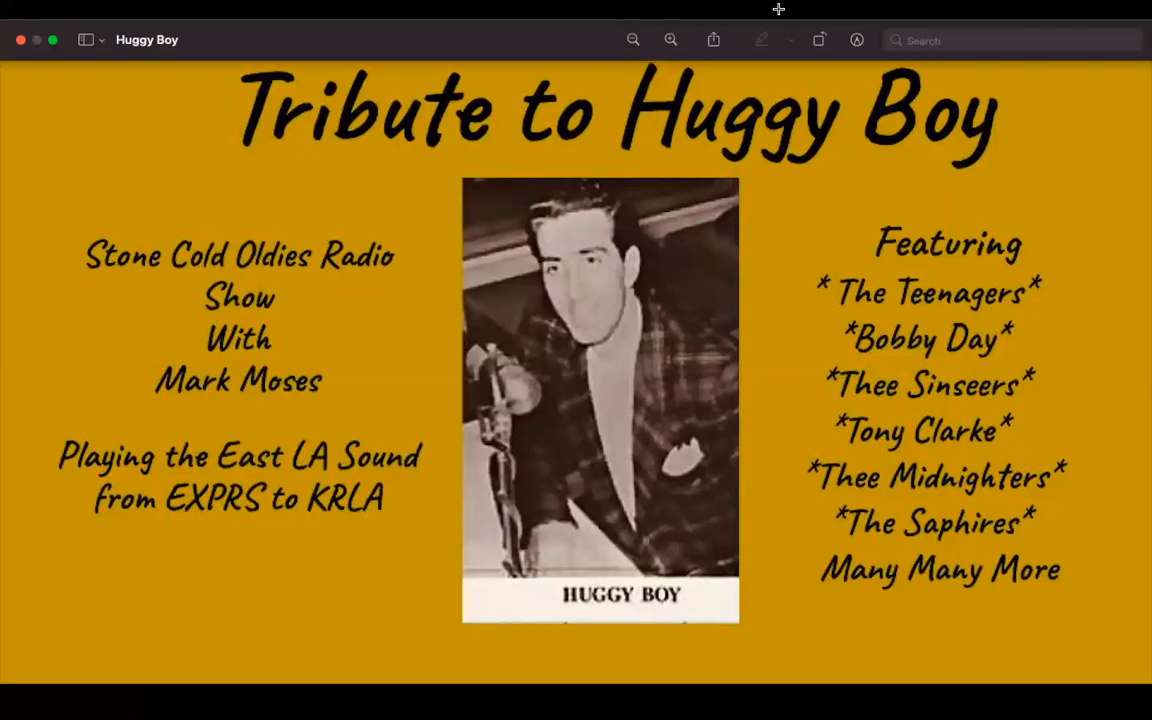 Huggy Boy
Search
Tribute to Huggy Boy
Stone Cold Oldies Radio
Show
With
Mark Moses
Playing the East LA Sound
from EXPRS to KRLA
HUGGY BOY
Featuring
* The Teenagers*
*Bobby Day*
*Thee Sinseers*
*Tony Clarke*
*Thee Midnighters*
*The Saphires*
Many Many More